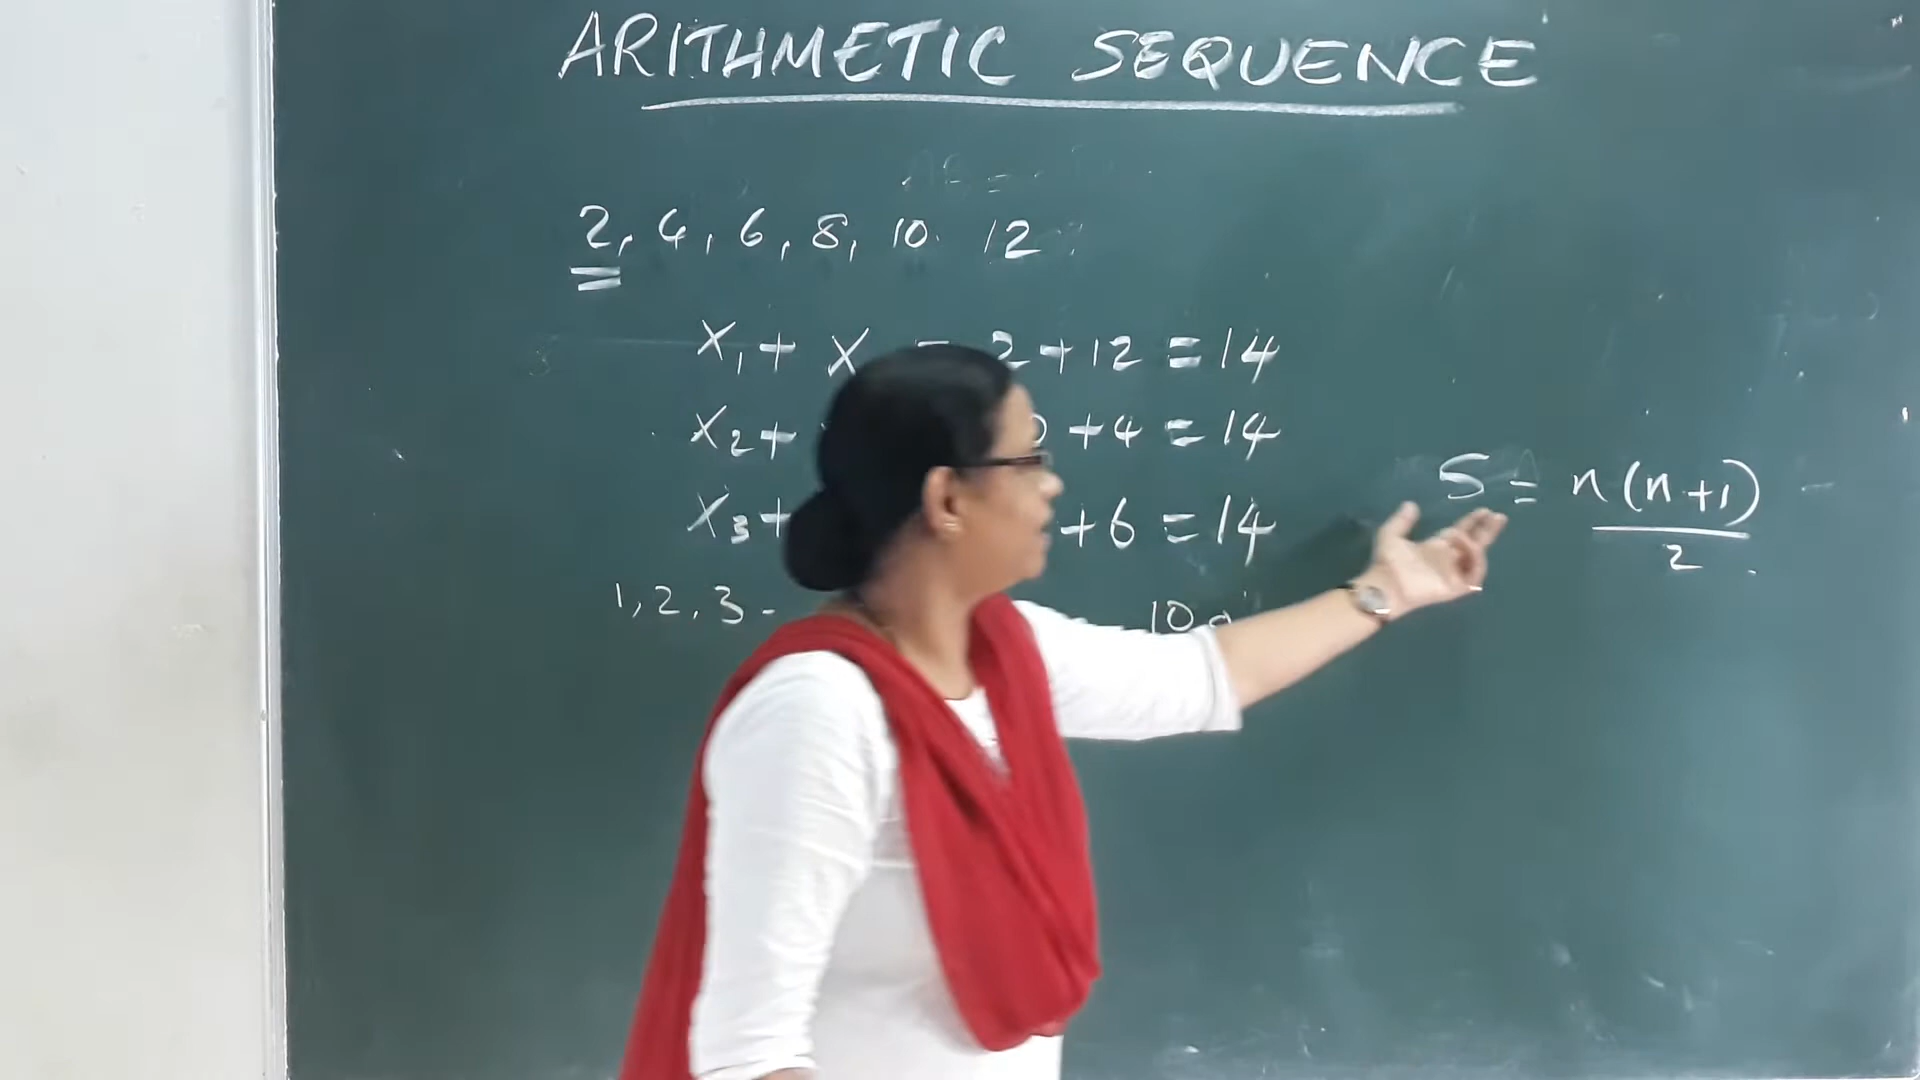 ARITHMETIC SEQUENCE
2, 4, 6, 8, 10. 12
x₁ + x = 2 + 12 = 14
x₂ + + 4 = 14
x₃ + + 6 = 14
S = n(n+1)
2
1, 2, 3 - - 100